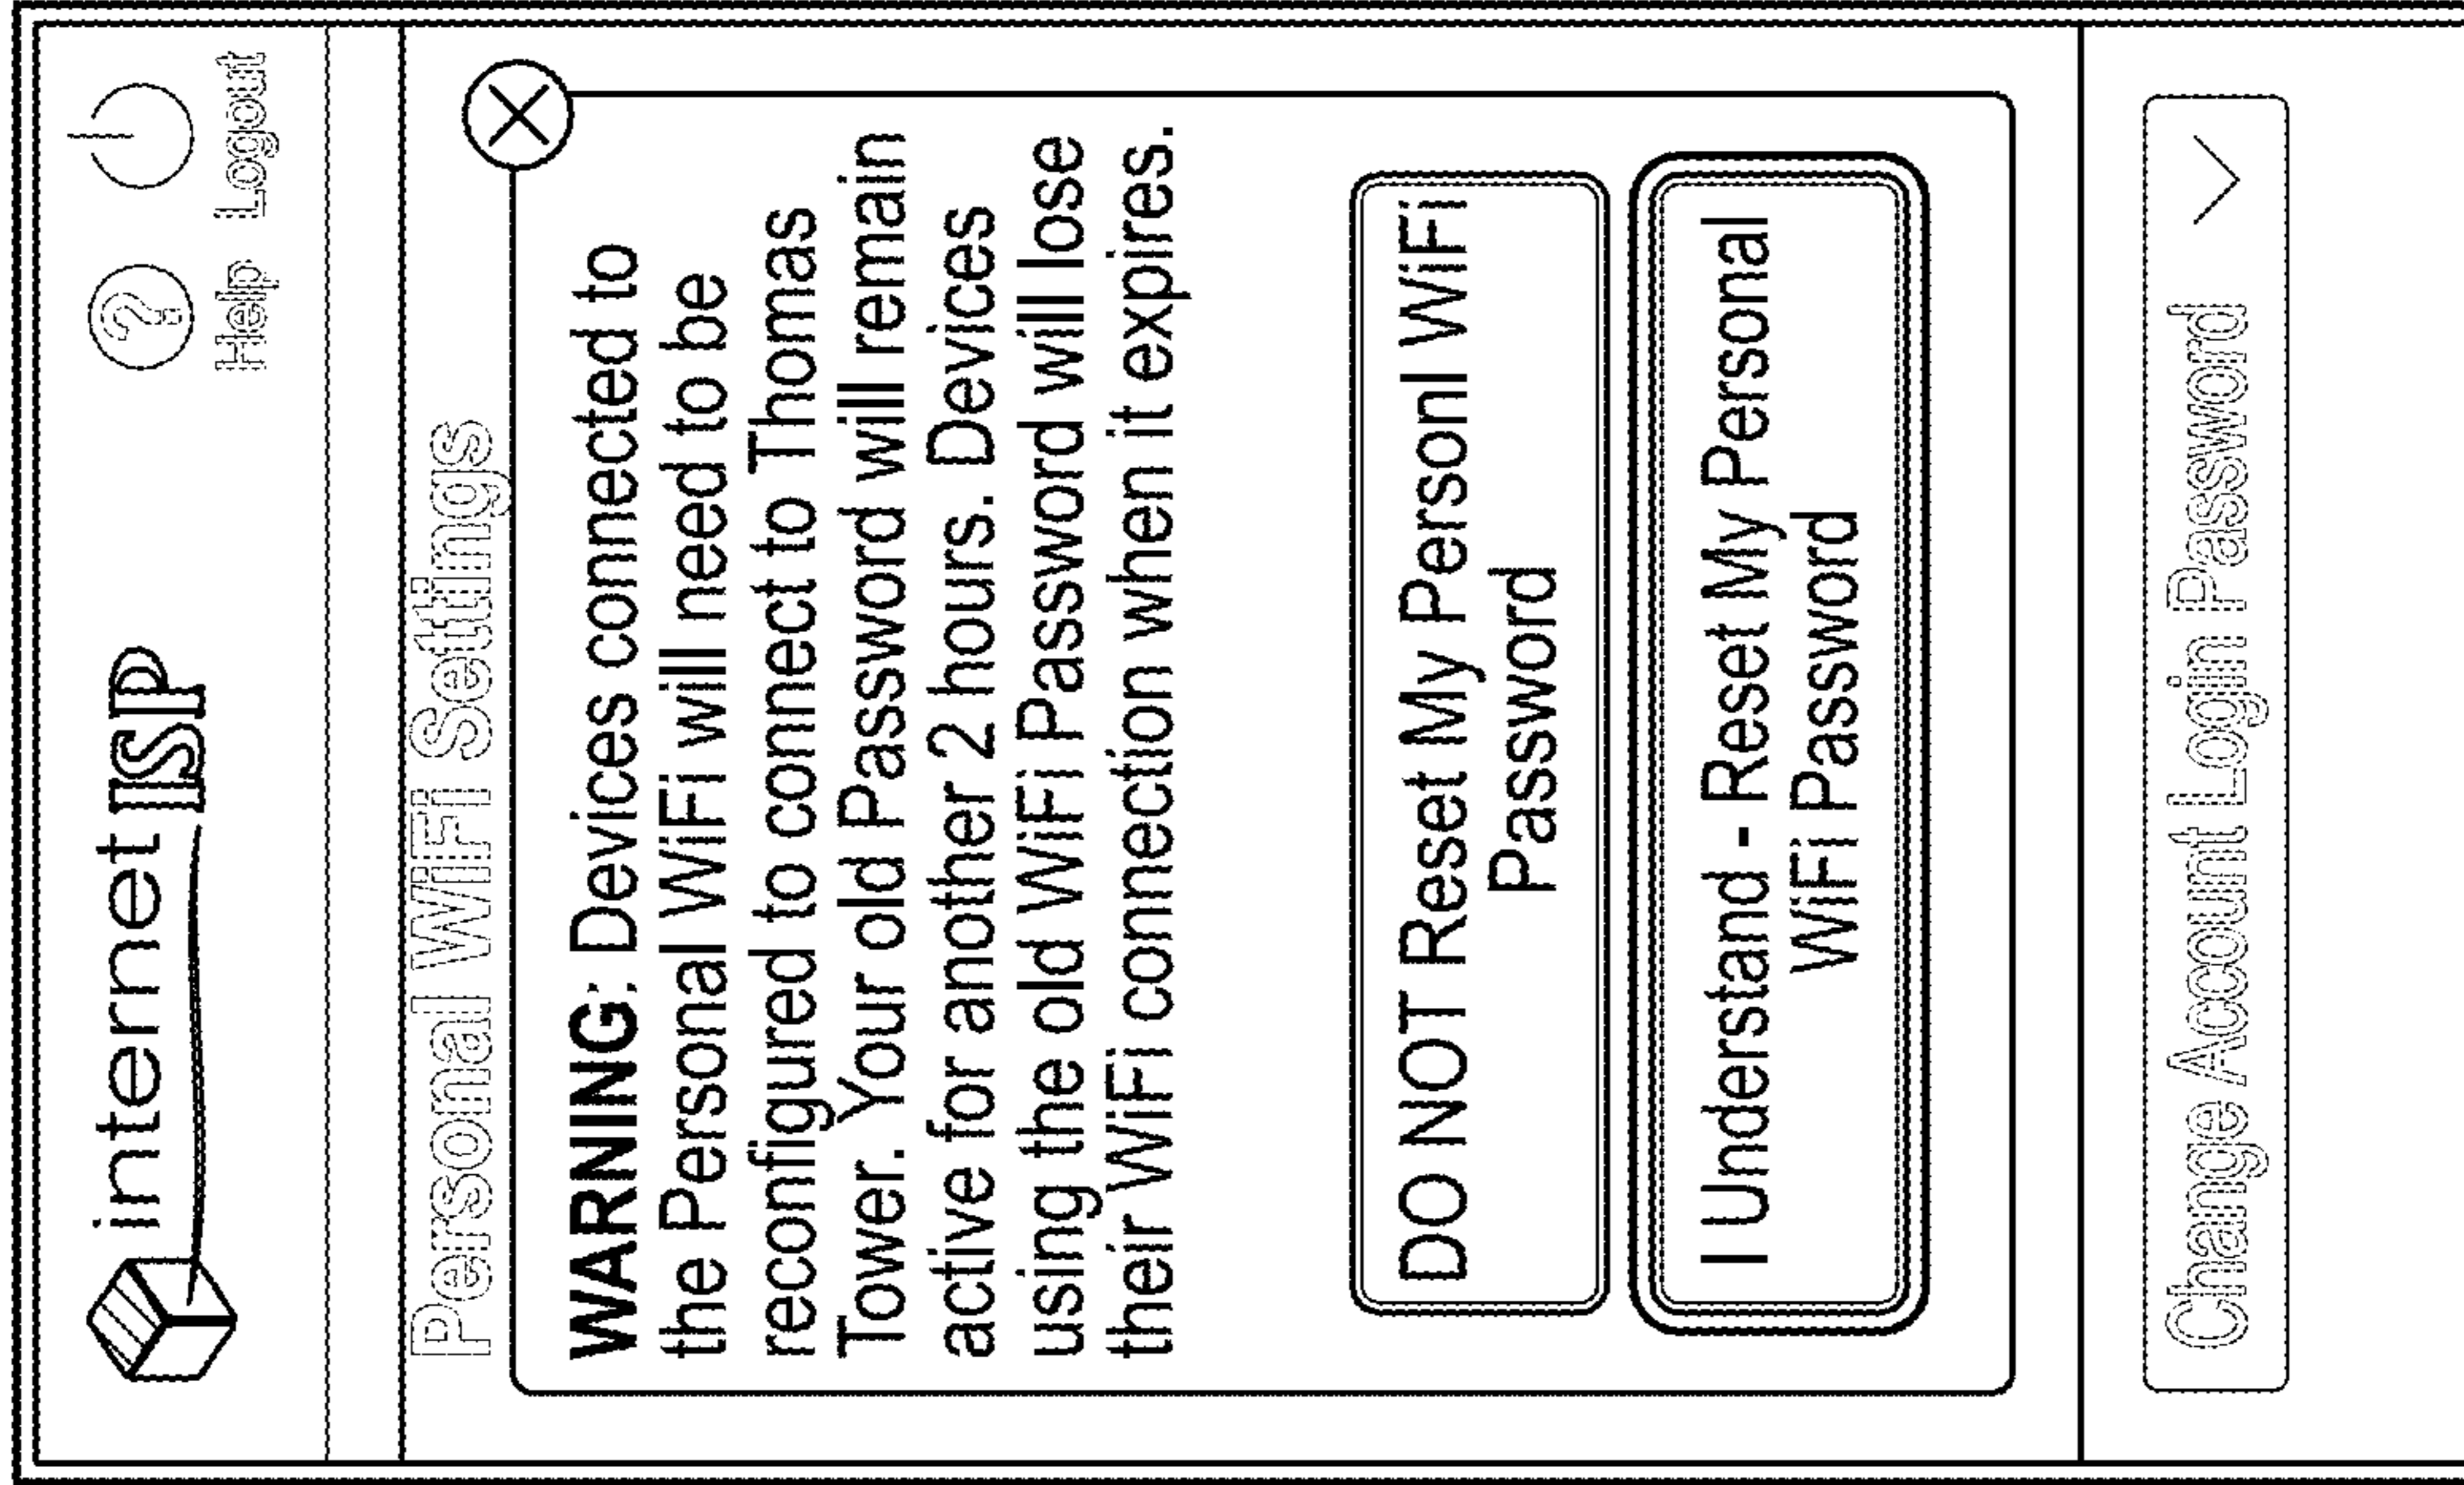 internet ISP
Help Logout
Personal WiFi Settings
WARNING: Devices connected to
the Personal WiFi will need to be
reconfigured to connect to Thomas
Tower. Your old Password will remain
active for another 2 hours. Devices
using the old WiFi Password will lose
their WiFi connection when it expires.
DO NOT Reset My Personl WiFi
Password
I Understand - Reset My Personal
WiFi Password
Change Account Login Password